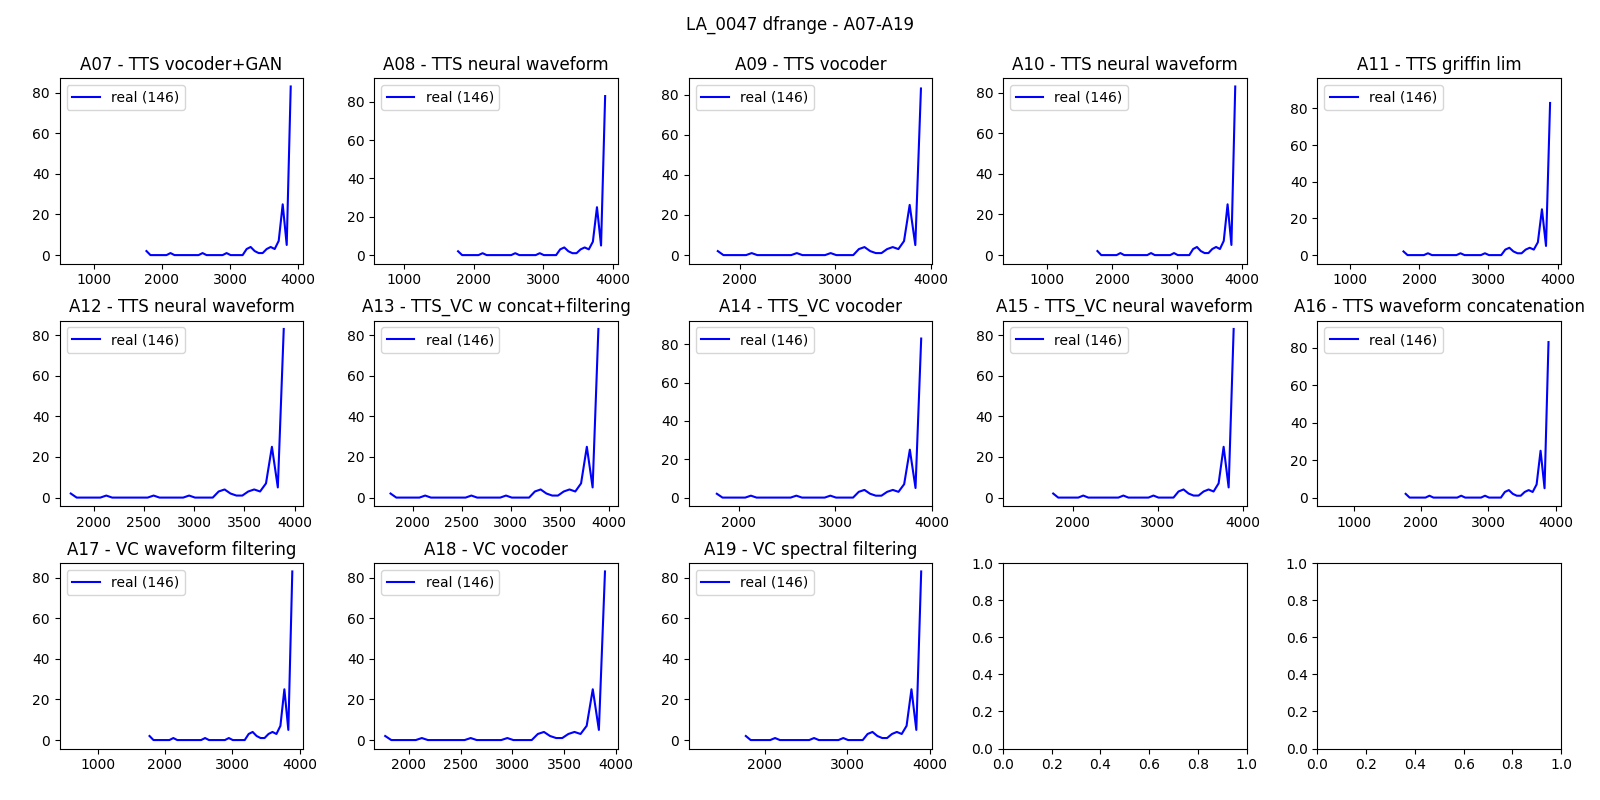 LA_0047 dfrange - A07-A19
A07 - TTS vocoder+GAN
A08 - TTS neural waveform
A09 - TTS vocoder
A10 - TTS neural waveform
A11 - TTS griffin lim
real (146)
real (146)
real (146)
real (146)
real (146)
80
60
40
20
0
80
60
40
20
0
80
60
40
20
0
80
60
40
20
0
80
60
40
20
0
1000 2000 3000 4000
1000 2000 3000 4000
2000 2500 3000 3500 4000
1000 2000 3000 4000
1000 2000 3000 4000
A12 - TTS neural waveform
A13 - TTS_VC w concat+filtering
A14 - TTS_VC vocoder
A15 - TTS_VC neural waveform
A16 - TTS waveform concatenation
real (146)
real (146)
real (146)
real (146)
real (146)
80
60
40
20
0
80
60
40
20
0
80
60
40
20
0
80
60
40
20
0
80
60
40
20
0
2000 2500 3000 3500 4000
2000 2500 3000 3500 4000
2000 2500 3000 3500 4000
2000 3000 4000
1000 2000 3000 4000
A17 - VC waveform filtering
A18 - VC vocoder
A19 - VC spectral filtering
real (146)
real (146)
real (146)
80
60
40
20
0
80
60
40
20
0
80
60
40
20
0
1.0
0.8
0.6
0.4
0.2
0.0
1.0
0.8
0.6
0.4
0.2
0.0
1000 2000 3000 4000
2000 2500 3000 3500 4000
2000 3000 4000
0.0 0.2 0.4 0.6 0.8 1.0
0.0 0.2 0.4 0.6 0.8 1.0